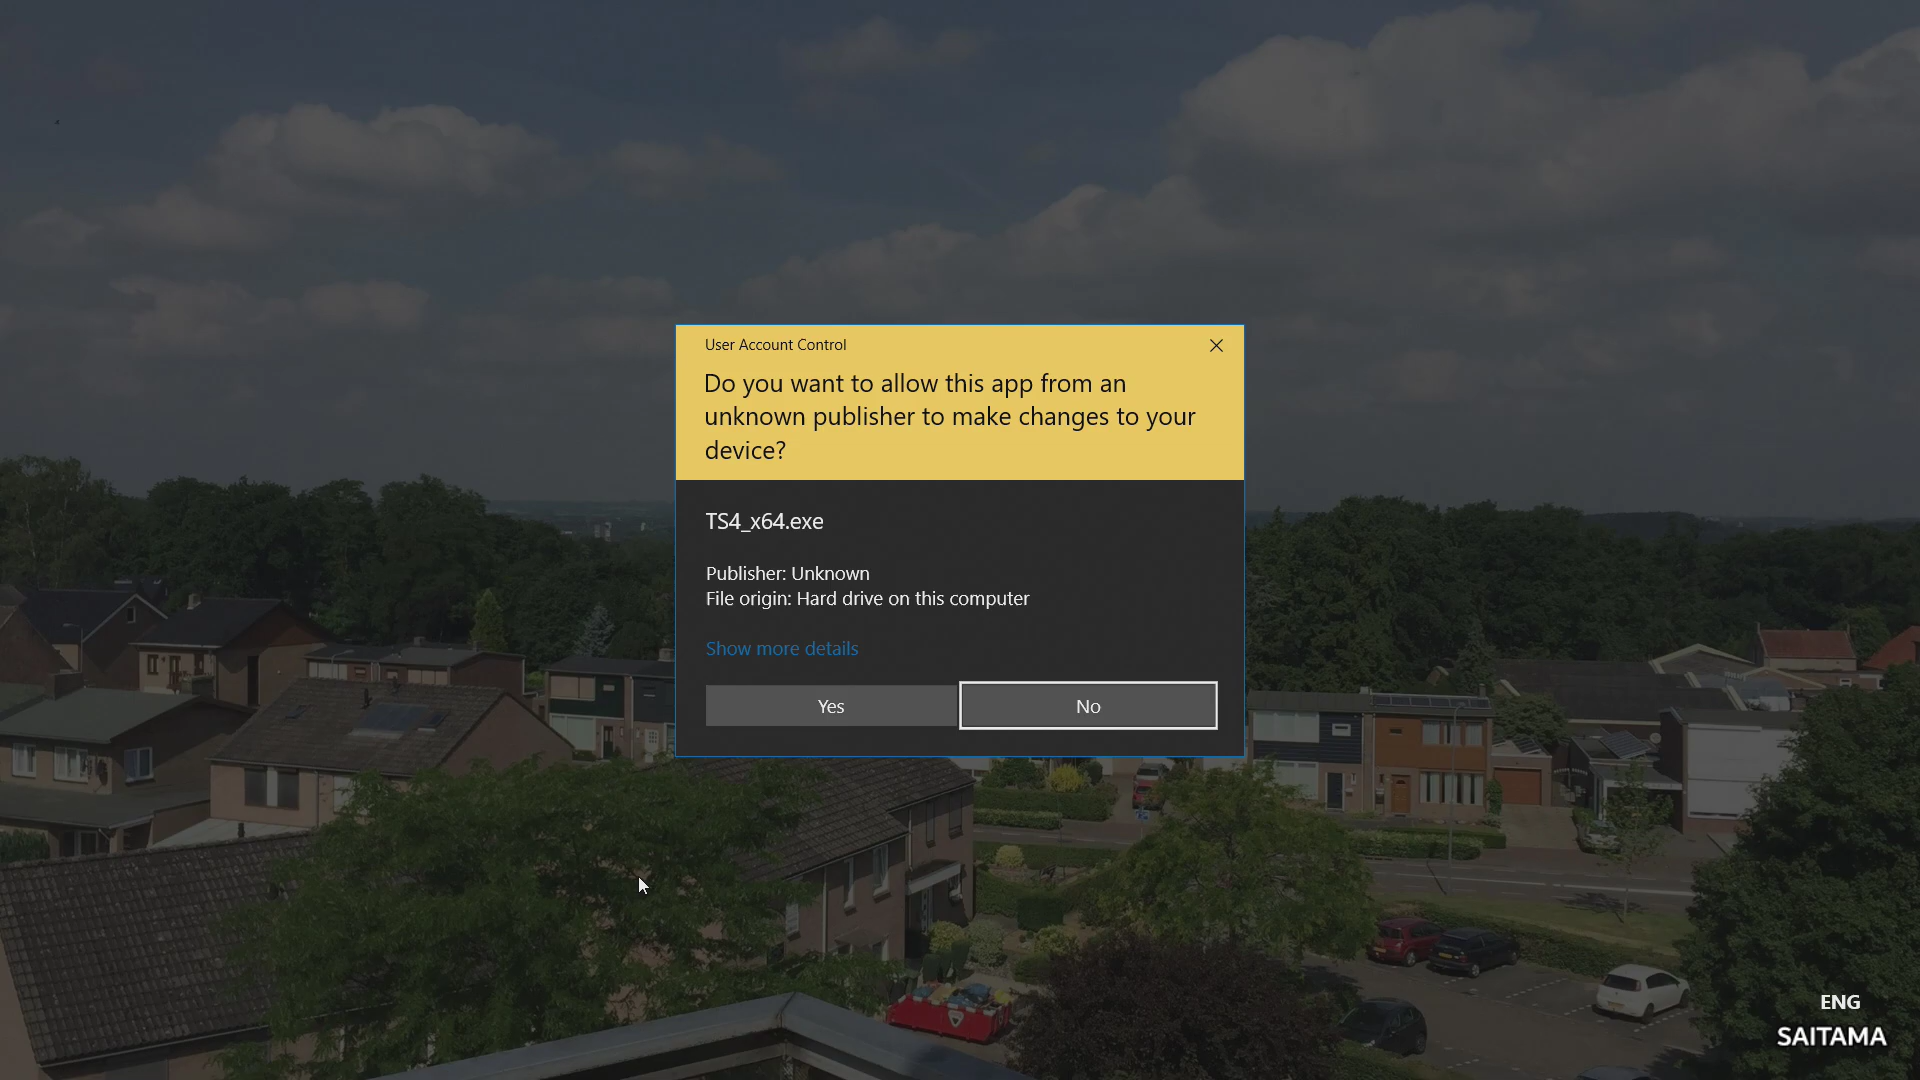 User Account Control
Do you want to allow this app from an
unknown publisher to make changes to your
device?
TS4_x64.exe
Publisher: Unknown
File origin: Hard drive on this computer
Show more details
Yes
No
ENG
SAITAMA